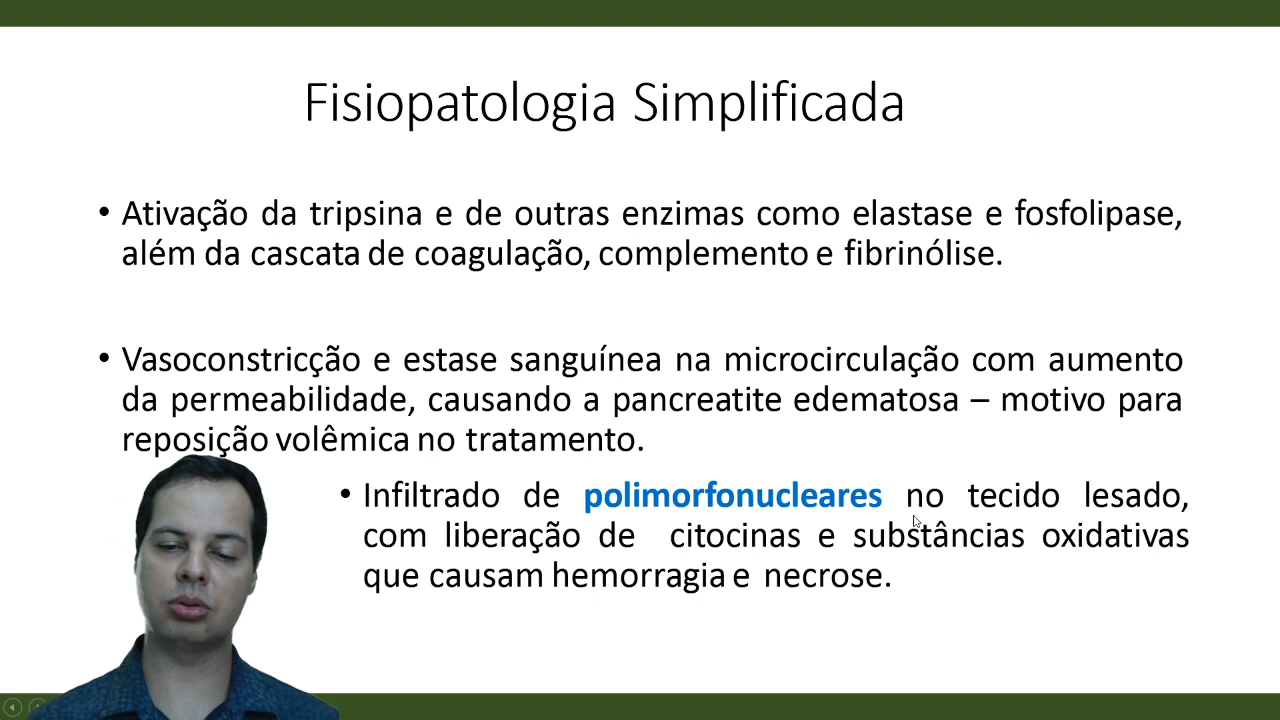 Fisiopatologia Simplificada
• Ativação da tripsina e de outras enzimas como elastase e fosfolipase,
além da cascata de coagulação, complemento e fibrinólise.
• Vasoconstricção e estase sanguínea na microcirculação com aumento
da permeabilidade, causando a pancreatite edematosa – motivo para
reposição volêmica no tratamento.
• Infiltrado de polimorfonucleares no tecido lesado,
com liberação de citocinas e substâncias oxidativas
que causam hemorragia e necrose.